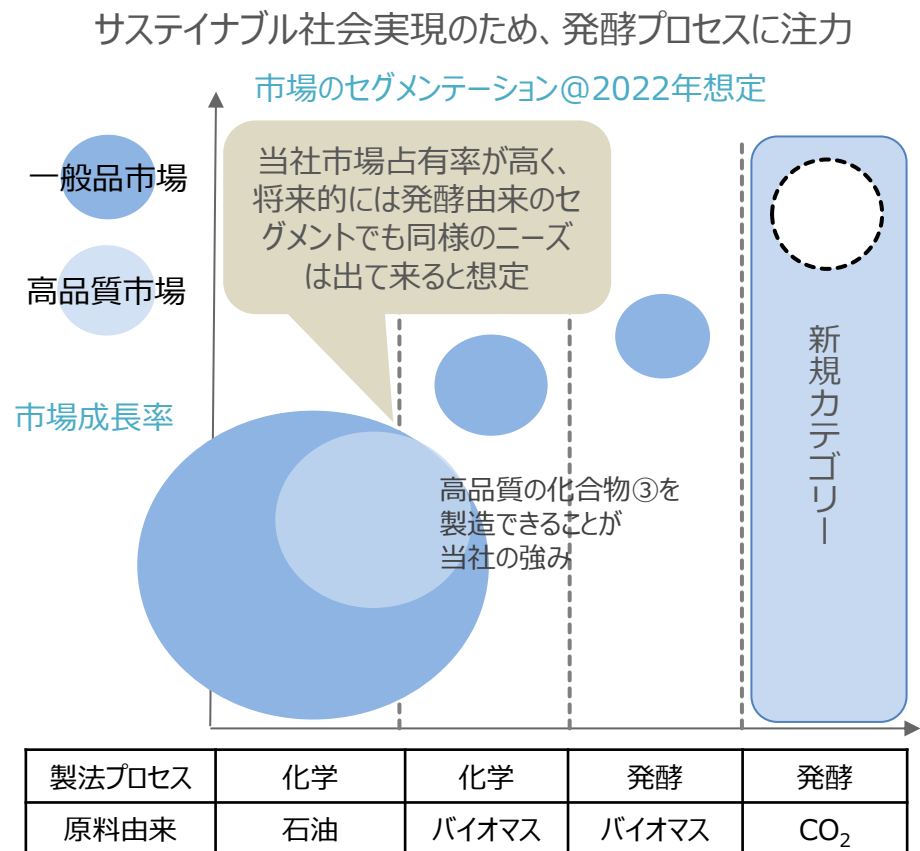 サステイナブル社会実現のため、発酵プロセスに注力
市場のセグメンテーション@2022年想定
一般品市場
高品質市場
当社市場占有率が高く、
将来的には発酵由来のセ
グメントでも同様のニーズ
は出て来ると想定
市場成長率
高品質の化合物③を
製造できることが
当社の強み
新規カテゴリー
製法プロセス 化学 化学 発酵 発酵
原料由来 石油 バイオマス バイオマス CO₂